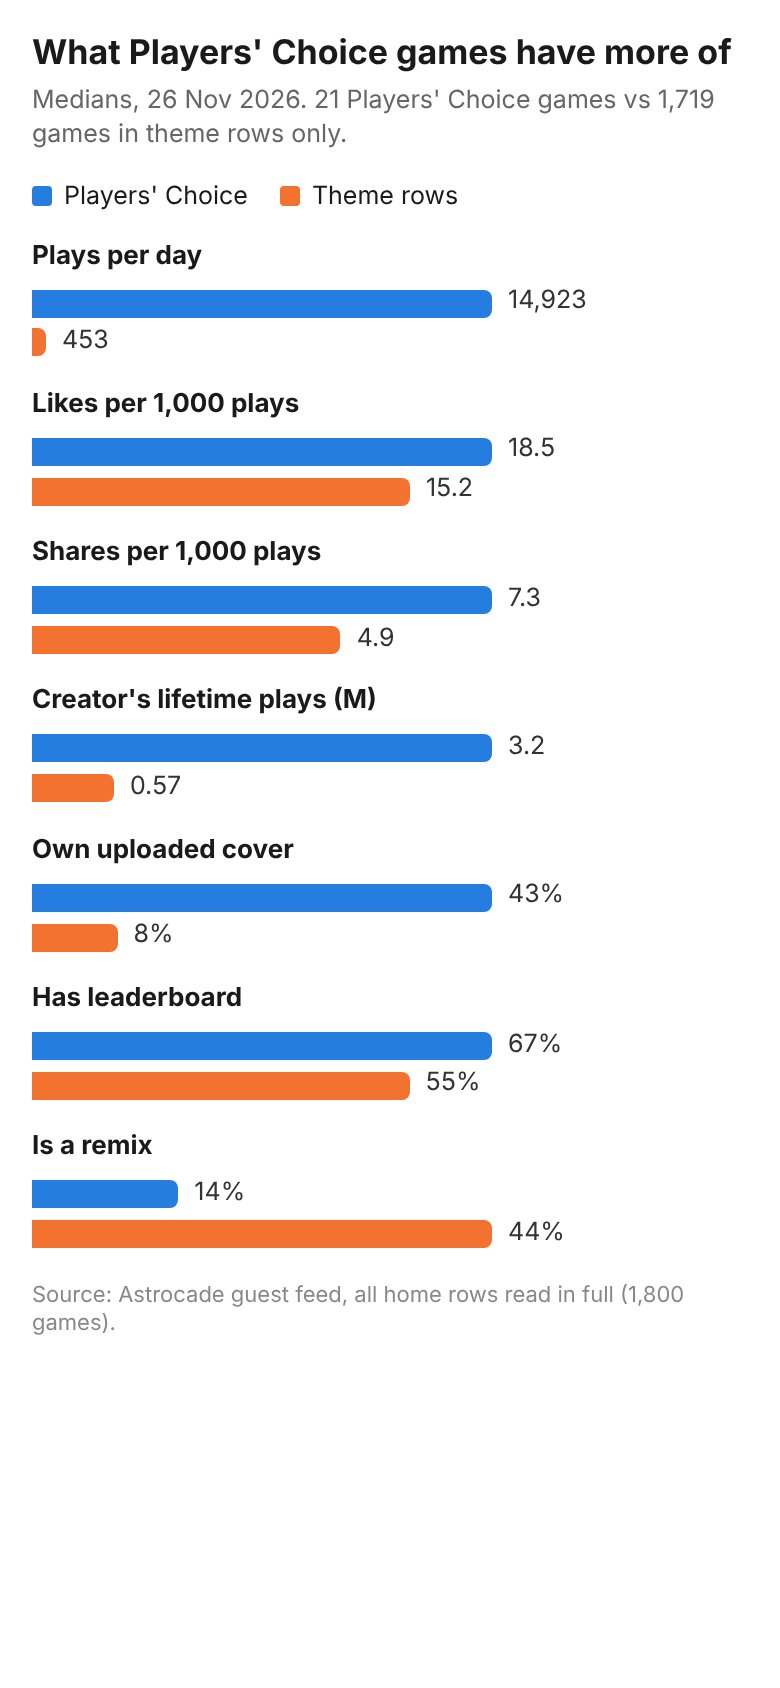 What Players' Choice games have more of
Medians, 26 Nov 2026. 21 Players' Choice games vs 1,719
games in theme rows only.
Players' Choice Theme rows
Plays per day
14,923
453
Likes per 1,000 plays
18.5
15.2
Shares per 1,000 plays
7.3
4.9
Creator's lifetime plays (M)
3.2
0.57
Own uploaded cover
43%
8%
Has leaderboard
67%
55%
Is a remix
14%
44%
Source: Astrocade guest feed, all home rows read in full (1,800
games).